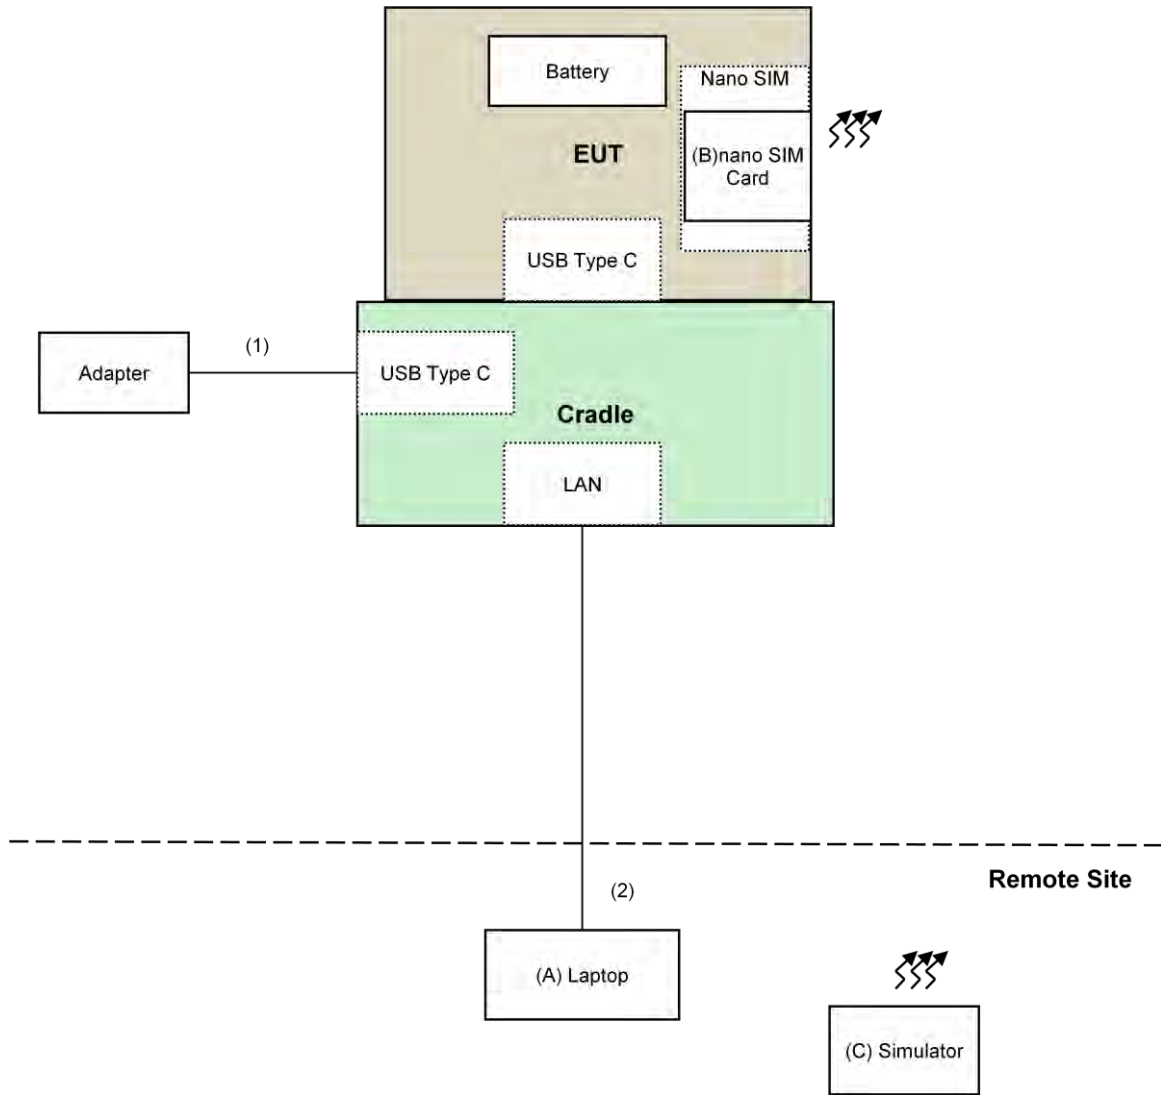 Battery
Nano SIM
EUT
(B)nano SIM
Card
USB Type C
Adapter
(1)
USB Type C
Cradle
LAN
Remote Site
(2)
(A) Laptop
(C) Simulator